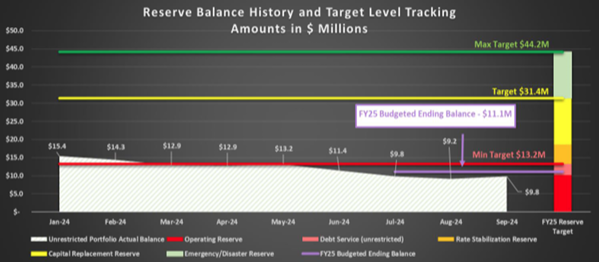 Reserve Balance History and Target Level Tracking
Amounts in $ Millions
$50.0
$45.0
$40.0
$35.0
$30.0
$25.0
$20.0
$15.0
$10.0
$5.0
$-
Max Target $44.2M
Target $31.4M
FY25 Budgeted Ending Balance - $11.1M
Min Target $13.2M
$15.4
$14.3
$12.9
$12.9
$13.2
$11.4
$9.8
$9.2
$9.8
Jan-24
Feb-24
Mar-24
Apr-24
May-24
Jun-24
Jul-24
Aug-24
Sep-24
FY25 Reserve
Target
Unrestricted Portfolio Actual Balance
Operating Reserve
Debt Service (unrestricted)
Rate Stabilization Reserve
Capital Replacement Reserve
Emergency/Disaster Reserve
FY25 Budgeted Ending Balance